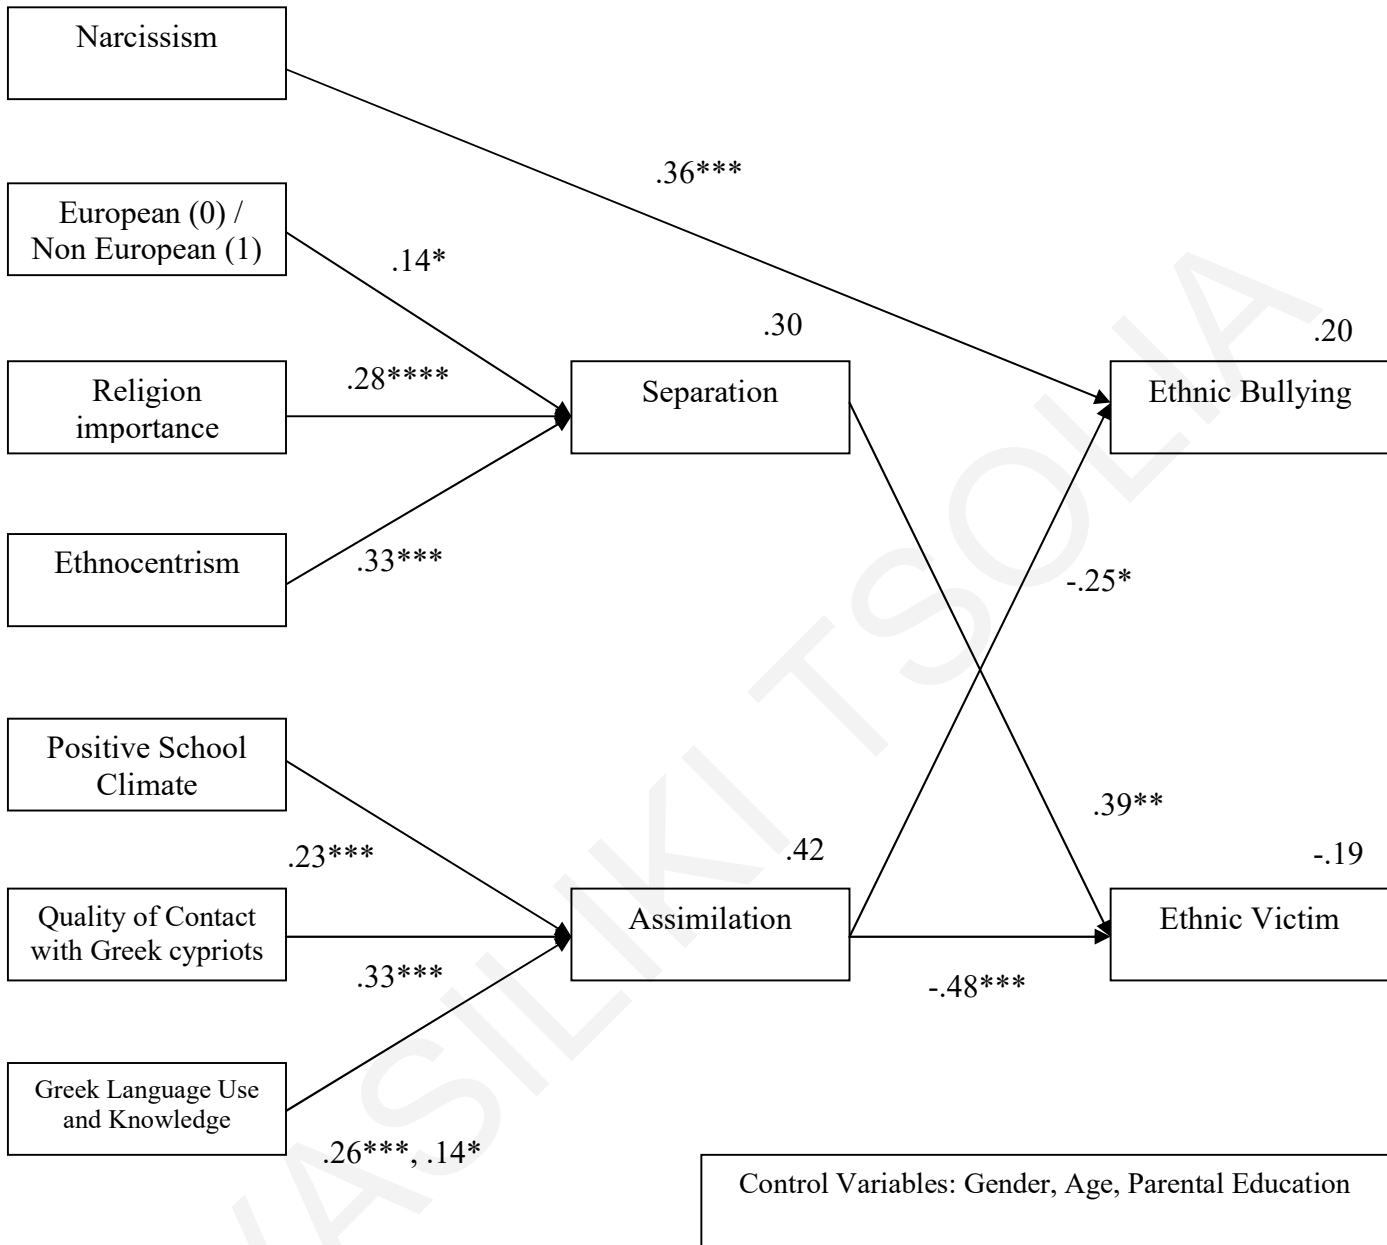 Narcissism
.36***
European (0) /
Non European (1)
.14*
.30
.20
Religion
importance
.28****
Separation
Ethnic Bullying
Ethnocentrism
.33***
-.25*
Positive School
Climate
.39**
.23***
.42
-.19
Quality of Contact
with Greek cypriots
Assimilation
Ethnic Victim
.33***
-.48***
Greek Language Use
and Knowledge
.26***, .14*
Control Variables: Gender, Age, Parental Education
VASILIKI TSOLIA